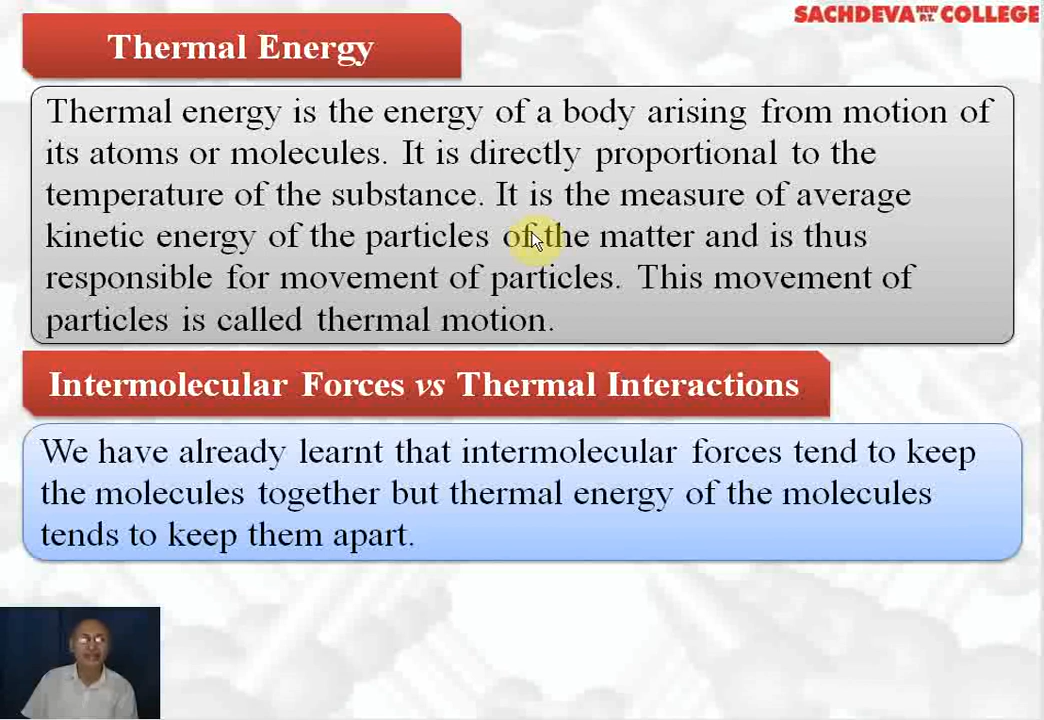 SACHDEVA NEW P.T. COLLEGE
Thermal Energy
Thermal energy is the energy of a body arising from motion of
its atoms or molecules. It is directly proportional to the
temperature of the substance. It is the measure of average
kinetic energy of the particles of the matter and is thus
responsible for movement of particles. This movement of
particles is called thermal motion.
Intermolecular Forces vs Thermal Interactions
We have already learnt that intermolecular forces tend to keep
the molecules together but thermal energy of the molecules
tends to keep them apart.